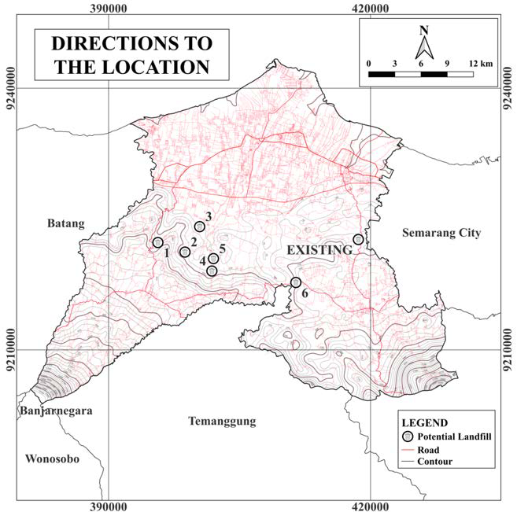 390000
420000
DIRECTIONS TO
THE LOCATION
N
0 3 6 9 12 km
9240000
9240000
Batang
Semarang City
3
1
2
5
4
EXISTING
6
9210000
9210000
Banjarnegara
Temanggung
Wonosobo
LEGEND
Potential Landfill
Road
Contour
390000
420000